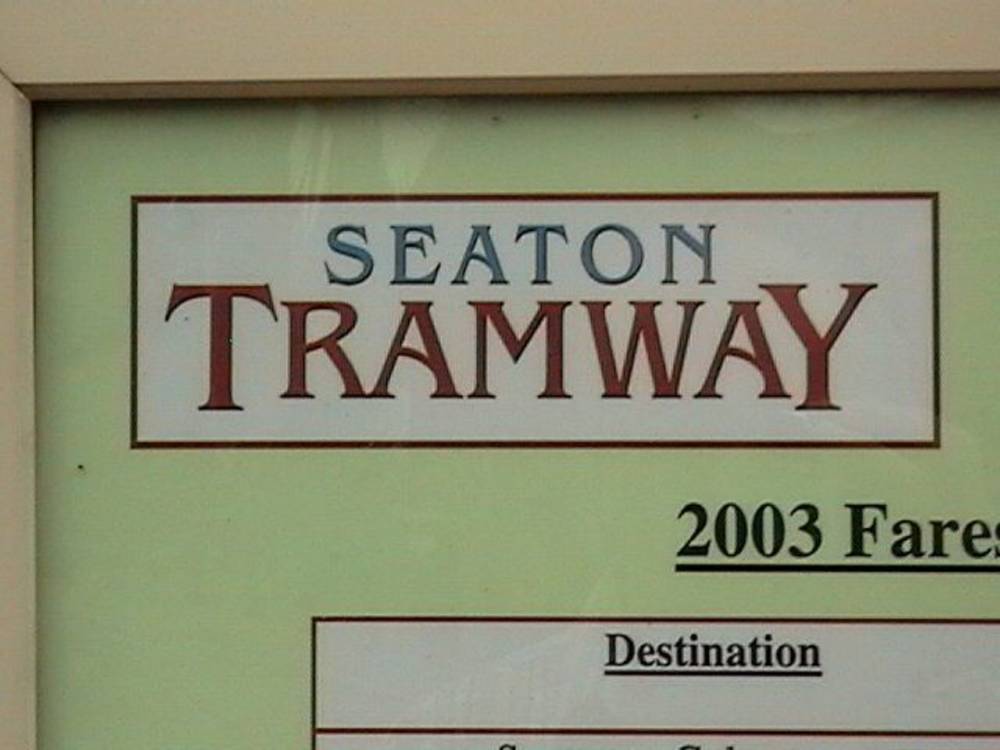 SEATON
TRAMWAY
2003 Fares
Destination